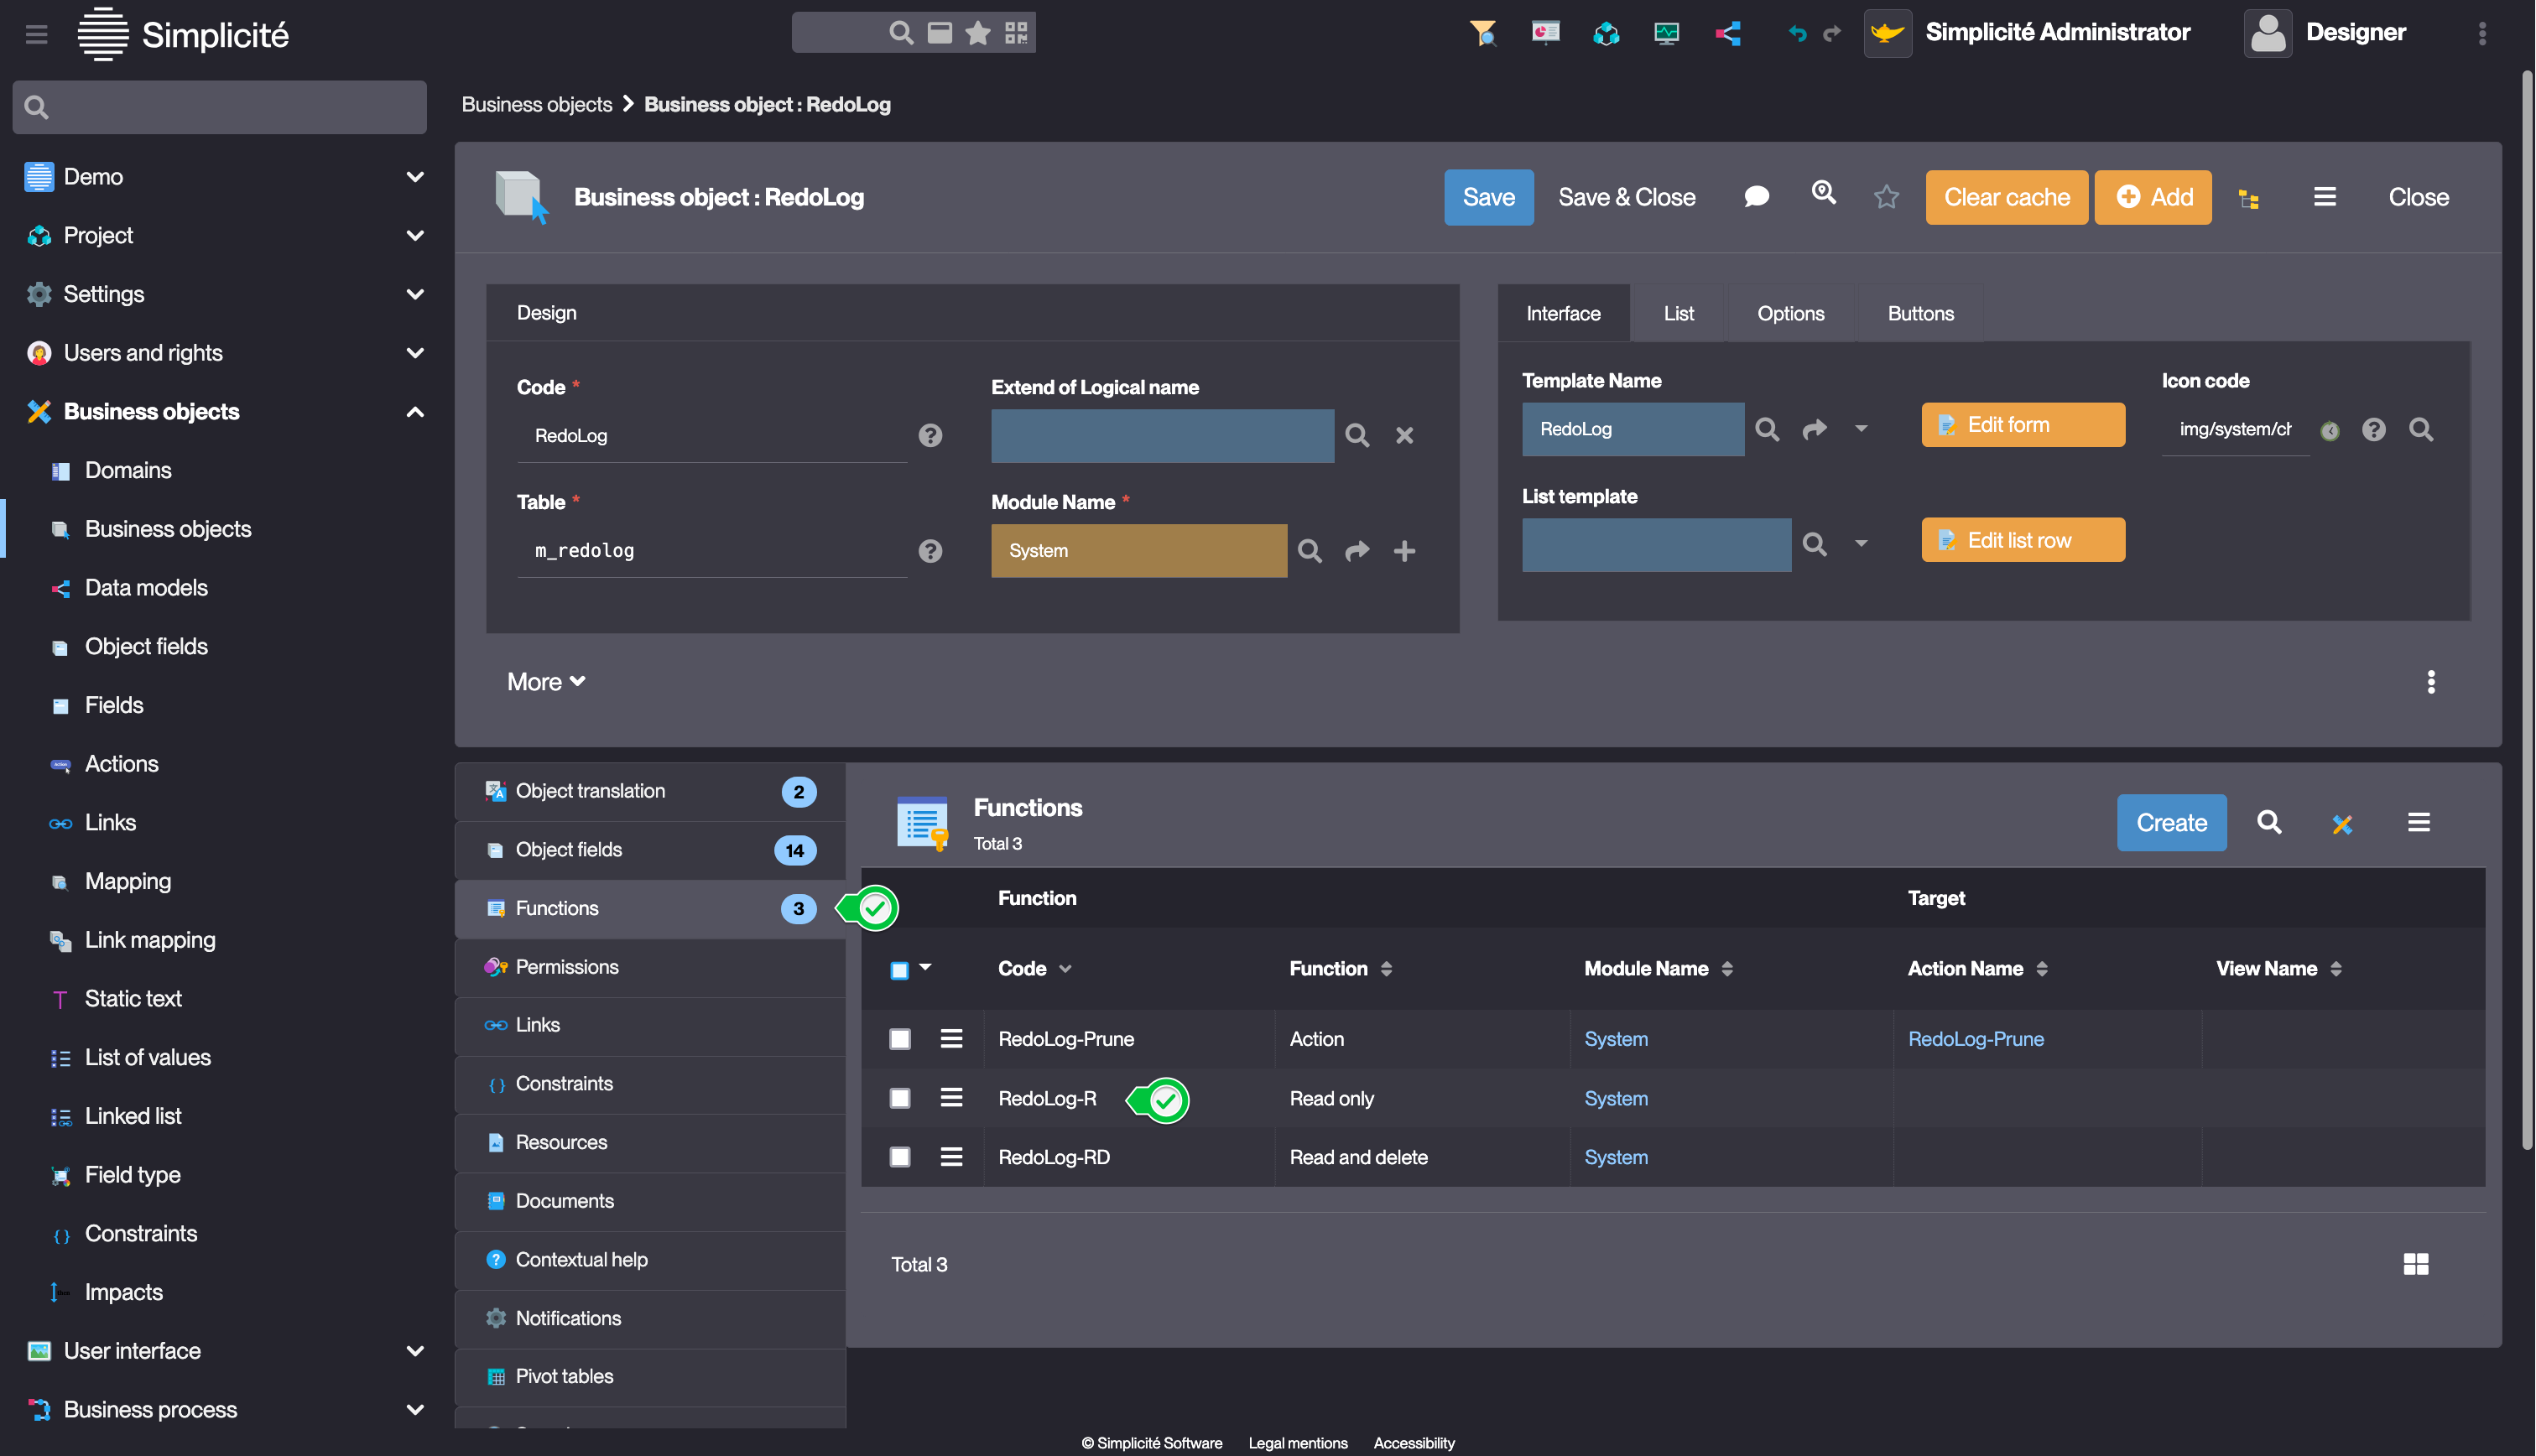 Simplicité
Simplicité Administrator
Designer
Business objects
Business object : RedoLog
Demo
Project
Settings
Users and rights
Business objects
Domains
Business objects
Data models
Object fields
Fields
Actions
Links
Mapping
Link mapping
Static text
List of values
Linked list
Field type
Constraints
Impacts
User interface
Business process
Business object : RedoLog
Save
Save & Close
Clear cache
Add
Close
Design
Code *
RedoLog
Extend of Logical name
Table *
m_redolog
Module Name *
System
Interface
List
Options
Buttons
Template Name
RedoLog
Edit form
Icon code
img/system/ch
List template
Edit list row
More
Object translation 2
Object fields 14
Functions 3
Permissions
Links
Constraints
Resources
Documents
Contextual help
Notifications
Pivot tables
Functions
Total 3
Create
Function Target
Code Function Module Name Action Name View Name
RedoLog-Prune Action System RedoLog-Prune
RedoLog-R Read only System
RedoLog-RD Read and delete System
Total 3
© Simplicité Software Legal mentions Accessibility